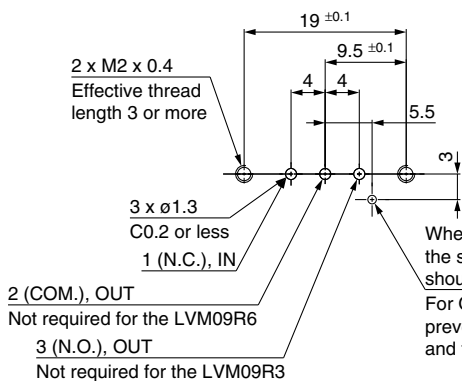 19 ±0.1
9.5 ±0.1
2 x M2 x 0.4
Effective thread
length 3 or more
4
4
5.5
3
3 x ø1.3
C0.2 or less
1 (N.C.), IN
2 (COM.), OUT
Not required for the LVM09R6
3 (N.O.), OUT
Not required for the LVM09R3
the
For
and